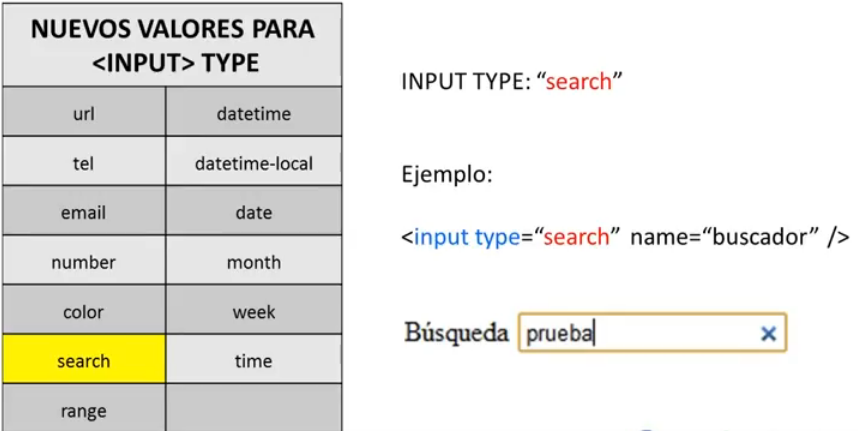 NUEVOS VALORES PARA
<INPUT> TYPE
url datetime
tel datetime-local
email date
number month
color week
search time
range
INPUT TYPE: “search”
Ejemplo:
<input type=“search” name=“buscador” />
Búsqueda prueba